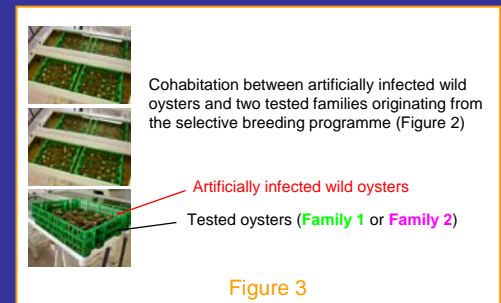 Cohabitation between artificially infected wild
oysters and two tested families originating from
the selective breeding programme (Figure 2)
Artificially infected wild oysters
Tested oysters (Family 1 or Family 2)
Figure 3